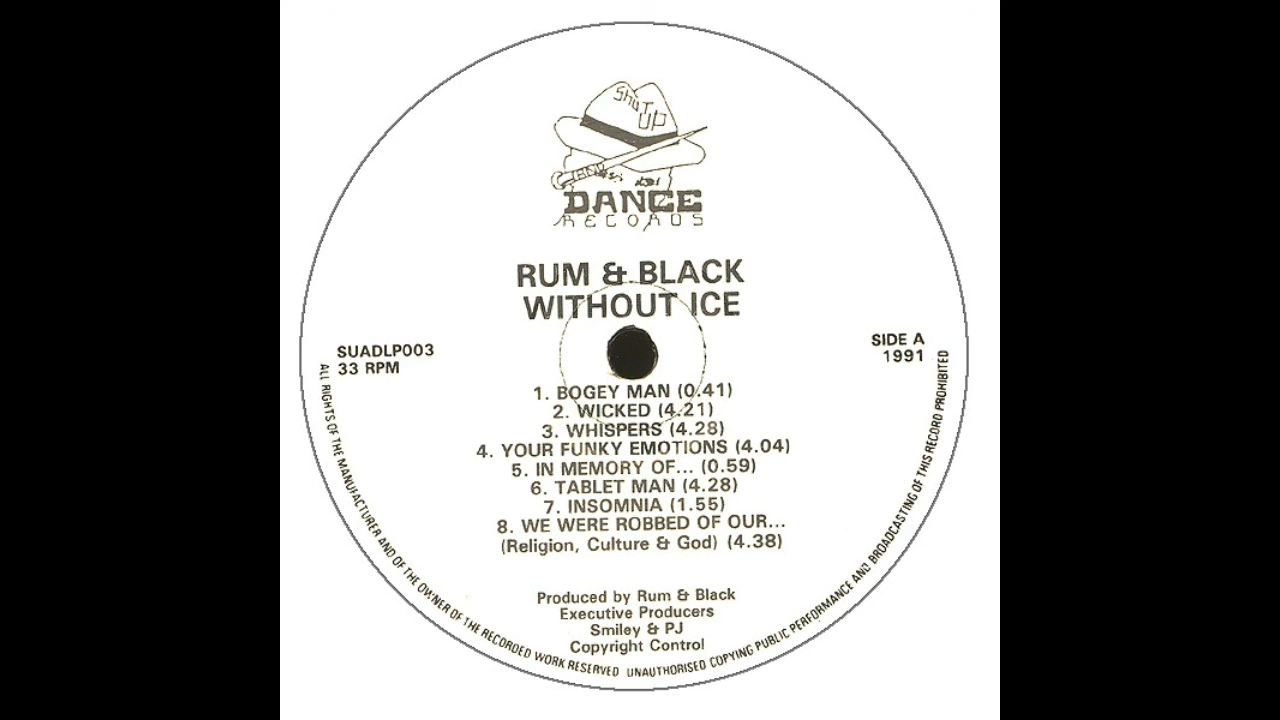 Shut
UP
AND
DANCE
RECORDS
RUM & BLACK
WITHOUT ICE
SUADLP003
33 RPM
SIDE A
1991
1. BOGEY MAN (0.41)
2. WICKED (4.21)
3. WHISPERS (4.28)
4. YOUR FUNKY EMOTIONS (4.04)
5. IN MEMORY OF... (0.59)
6. TABLET MAN (4.28)
7. INSOMNIA (1.55)
8. WE WERE ROBBED OF OUR...
(Religion, Culture & God) (4.38)
Produced by Rum & Black
Executive Producers
Smiley & PJ
Copyright Control
ALL RIGHTS OF THE MANUFACTURER AND OF THE OWNER OF THE RECORDED WORK RESERVED UNAUTHORISED COPYING PUBLIC PERFORMANCE AND BROADCASTING OF THIS RECORD PROHIBITED